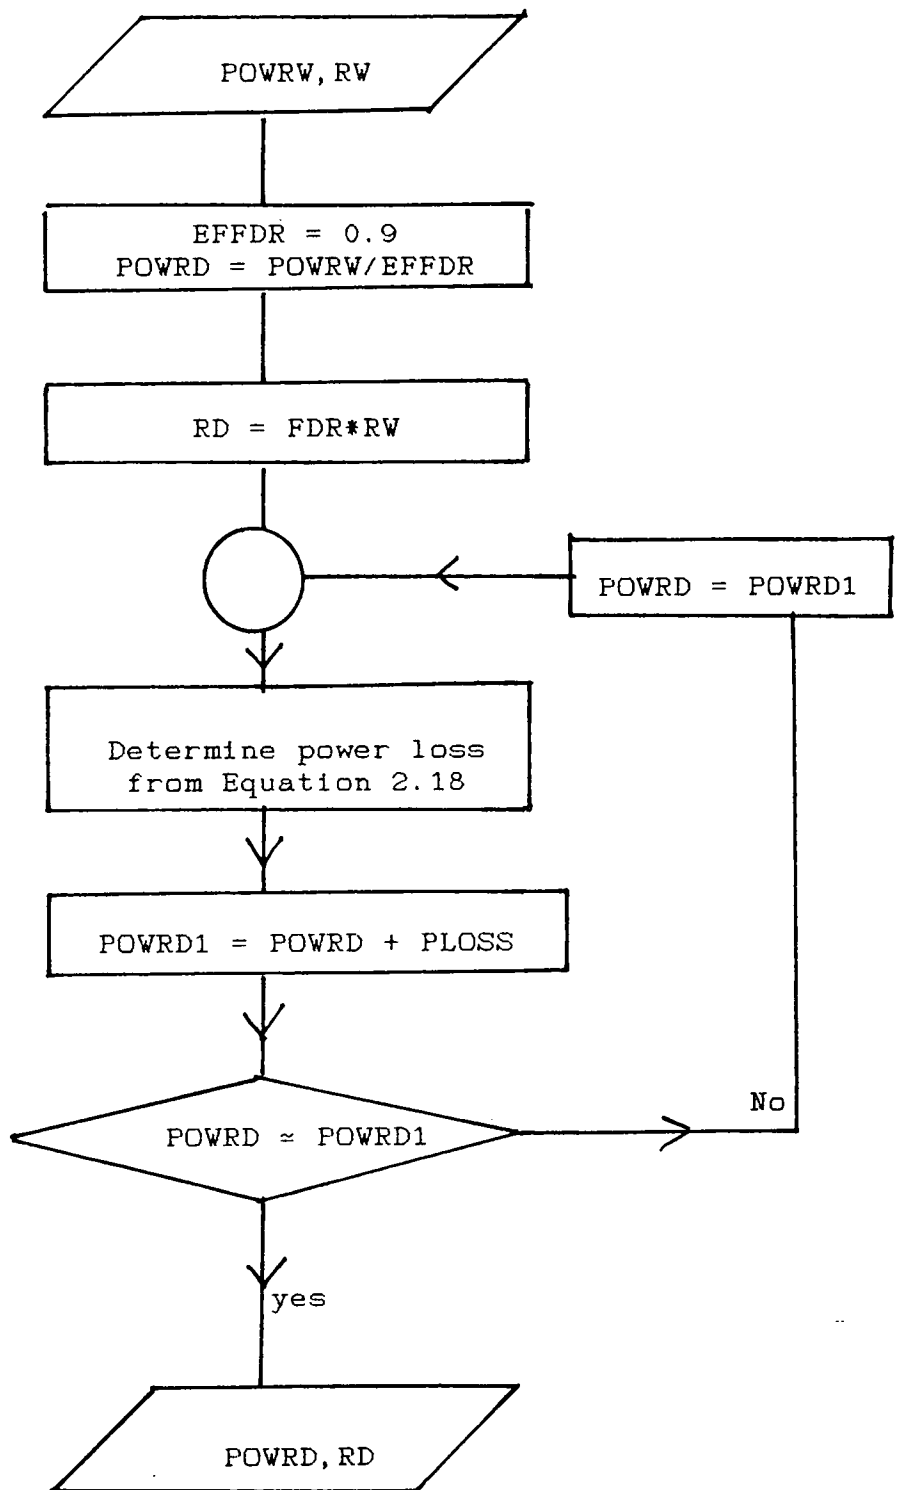 POWRW, RW
EFFDR = 0.9
POWRD = POWRW/EFFDR
RD = FDR*RW
POWRD = POWRD1
Determine power loss
from Equation 2.18
POWRD1 = POWRD + PLOSS
POWRD ≃ POWRD1
No
yes
POWRD, RD